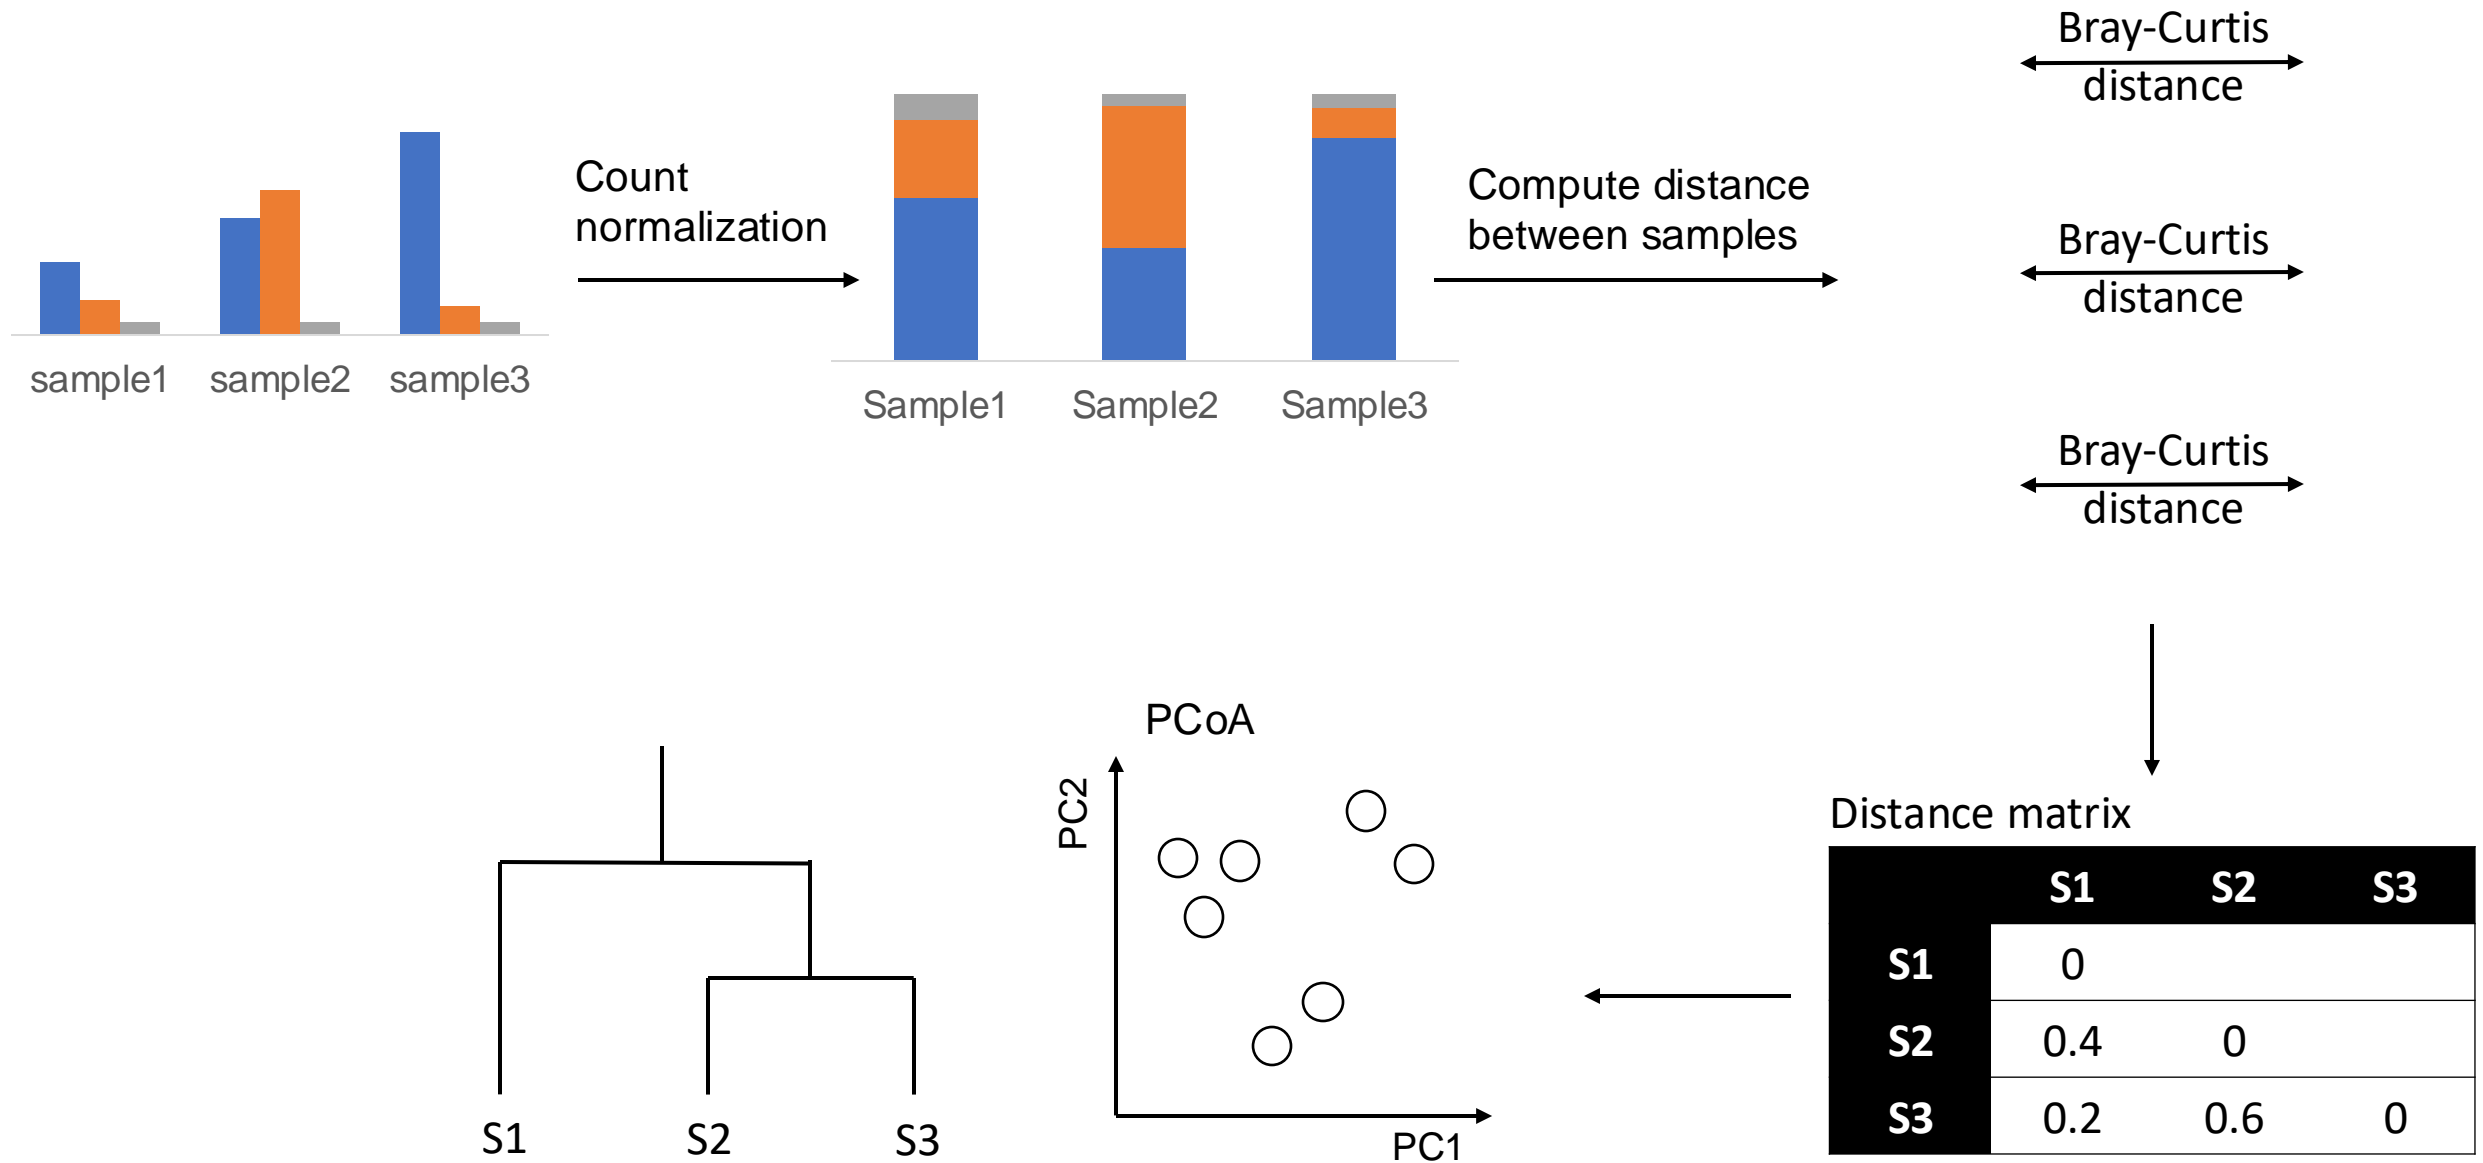 sample1 sample2 sample3
Count
normalization
Sample1 Sample2 Sample3
Compute distance
between samples
Bray-Curtis
distance
Bray-Curtis
distance
Bray-Curtis
distance
S1 S2 S3
PCoA
PC2
PC1
Distance matrix
S1 S2 S3
S1 0
S2 0.4 0
S3 0.2 0.6 0